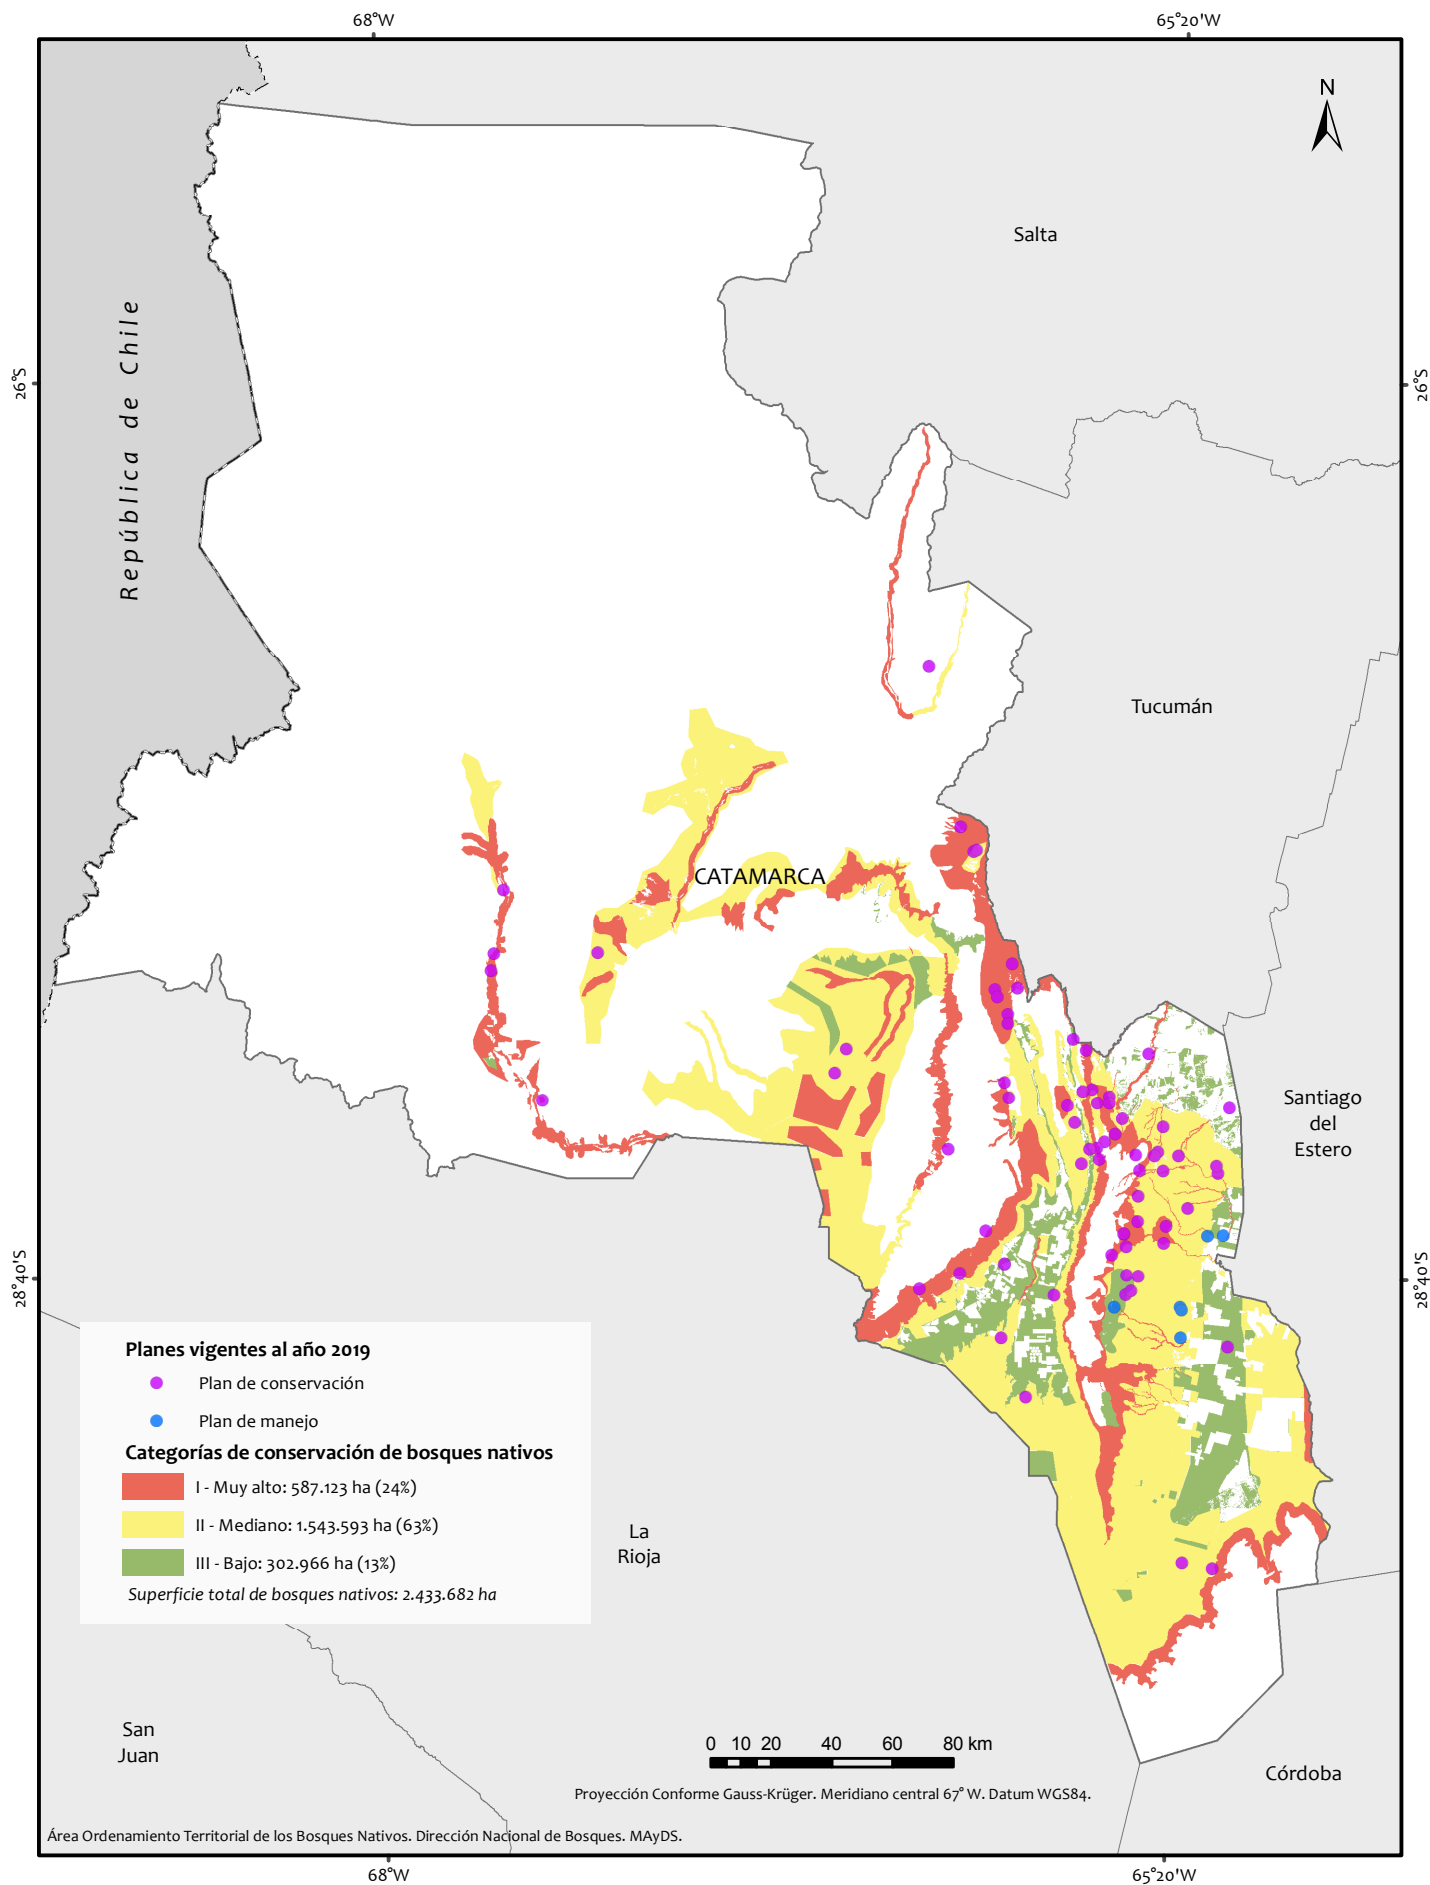 68°W
65°20'W
N
Salta
República de Chile
26°S
26°S
Tucumán
CATAMARCA
Santiago
del
Estero
28°40'S
28°40'S
Planes vigentes al año 2019
Plan de conservación
Plan de manejo
Categorías de conservación de bosques nativos
I - Muy alto: 587.123 ha (24%)
II - Mediano: 1.543.593 ha (63%)
III - Bajo: 302.966 ha (13%)
Superficie total de bosques nativos: 2.433.682 ha
La
Rioja
San
Juan
0 10 20 40 60 80 km
Córdoba
Proyección Conforme Gauss-Krüger. Meridiano central 67° W. Datum WGS84.
Área Ordenamiento Territorial de los Bosques Nativos. Dirección Nacional de Bosques. MAyDS.
68°W
65°20'W